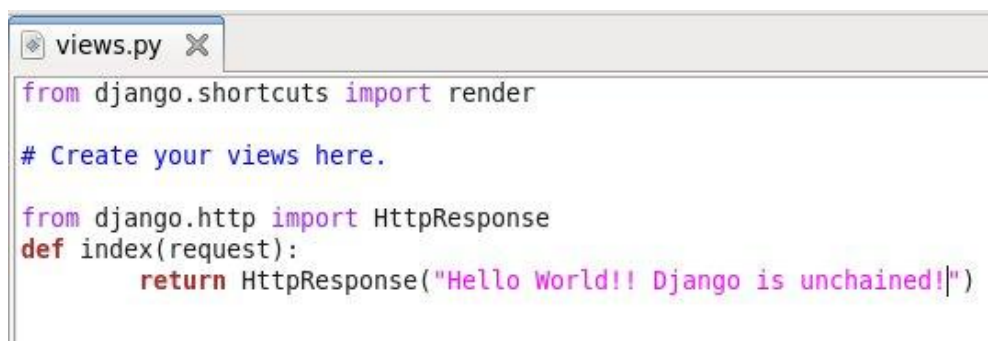 views.py
from django.shortcuts import render
# Create your views here.
from django.http import HttpResponse
def index(request):
        return HttpResponse("Hello World!! Django is unchained!")